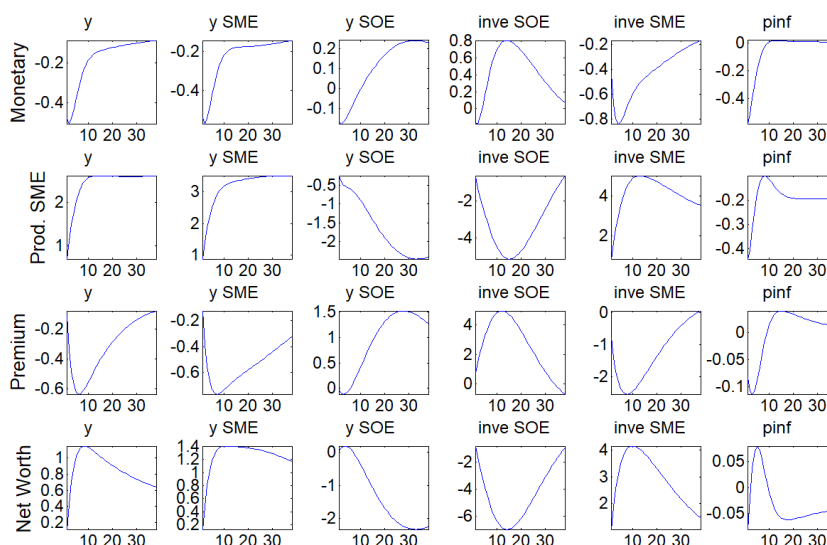 y y SME y SOE inve SOE inve SME pinf
Monetary
-0.2 -0.4
-0.2 -0.4
0.2 0.1 0 -0.1
0.8 0.6 0.4 0.2 0
-0.2 -0.4 -0.6 -0.8
0 -0.2 -0.4
10 20 30 10 20 30 10 20 30 10 20 30 10 20 30 10 20 30
y y SME y SOE inve SOE inve SME pinf
Prod. SME
2 1
3 2 1
-0.5 -1 -1.5 -2
-2 -4
4 2
-0.2 -0.3 -0.4
10 20 30 10 20 30 10 20 30 10 20 30 10 20 30 10 20 30
y y SME y SOE inve SOE inve SME pinf
Premium
-0.2 -0.4 -0.6
-0.2 -0.4 -0.6
1.5 1 0.5 0
4 2 0
0 -1 -2
0 -0.05 -0.1
10 20 30 10 20 30 10 20 30 10 20 30 10 20 30 10 20 30
y y SME y SOE inve SOE inve SME pinf
Net Worth
1 0.8 0.6 0.4 0.2
1.4 1.2 1 0.8 0.6 0.4 0.2
0 -1 -2
-2 -4 -6
4 3 2
0.05 0 -0.05
10 20 30 10 20 30 10 20 30 10 20 30 10 20 30 10 20 30